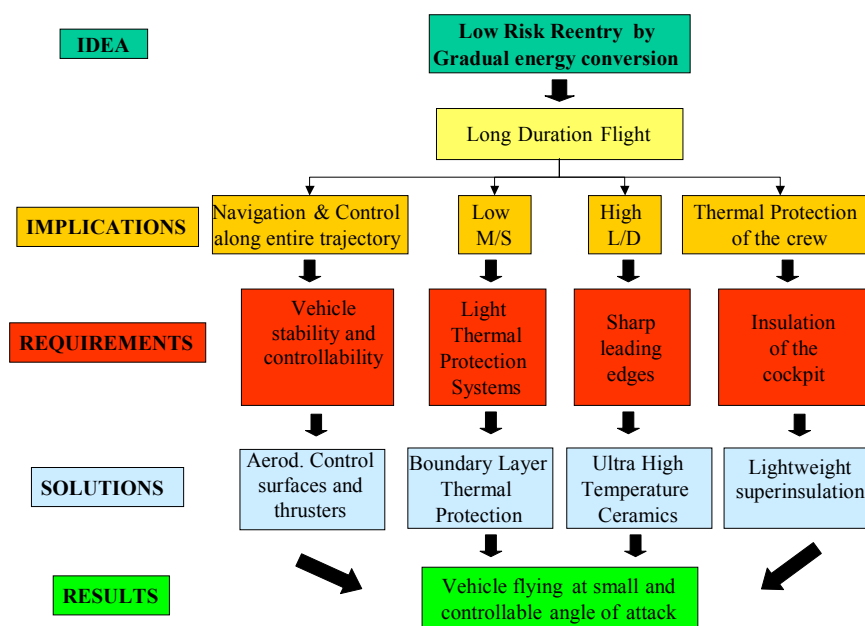 IDEA
Low Risk Reentry by
Gradual energy conversion
Long Duration Flight
IMPLICATIONS
Navigation & Control
along entire trajectory
Low
M/S
High
L/D
Thermal Protection
of the crew
REQUIREMENTS
Vehicle
stability and
controllability
Light
Thermal
Protection
Systems
Sharp
leading
edges
Insulation
of the
cockpit
SOLUTIONS
Aerod. Control
surfaces and
thrusters
Boundary Layer
Thermal
Protection
Ultra High
Temperature
Ceramics
Lightweight
superinsulation
RESULTS
Vehicle flying at small and
controllable angle of attack